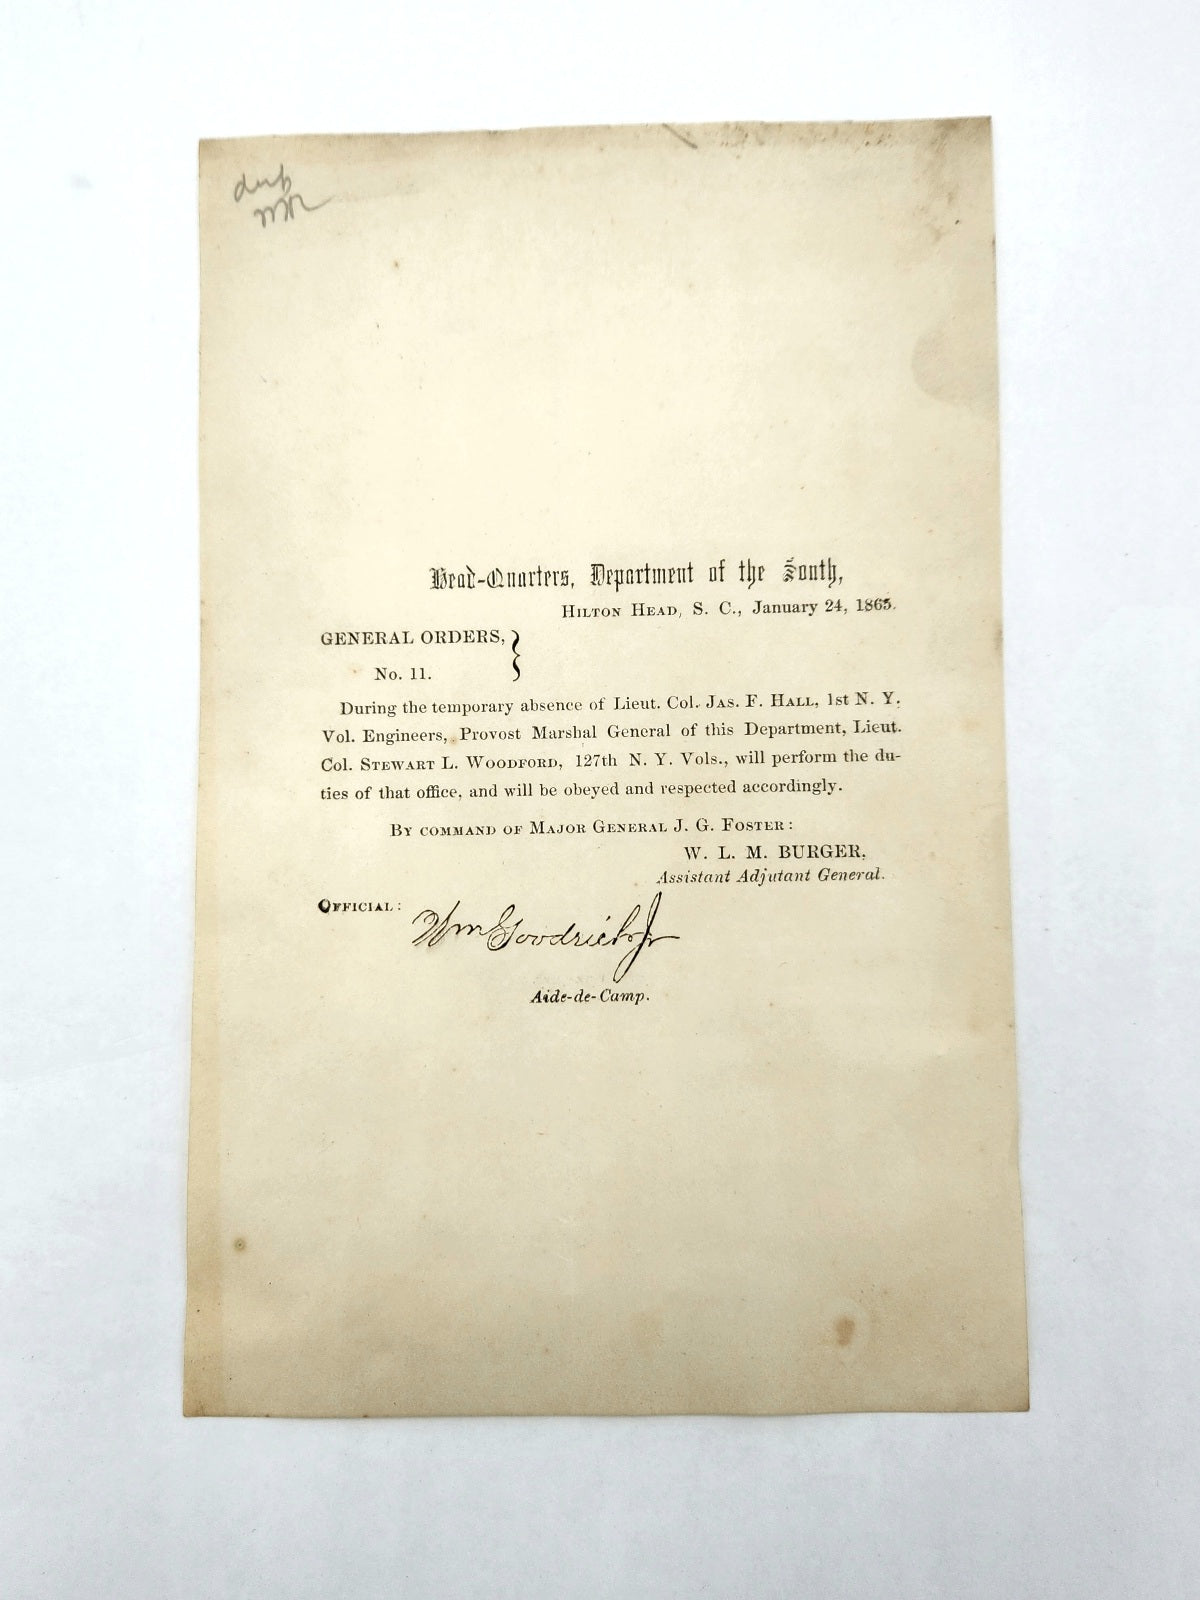 dup
Head-Quarters, Department of the South,
Hilton Head, S. C., January 24, 1865.
GENERAL ORDERS,
No. 11.
During the temporary absence of Lieut. Col. Jas. F. Hall, 1st N. Y.
Vol. Engineers, Provost Marshal General of this Department, Lieut.
Col. Stewart L. Woodford, 127th N. Y. Vols., will perform the du-
ties of that office, and will be obeyed and respected accordingly.
By command of Major General J. G. Foster:
W. L. M. BURGER,
Assistant Adjutant General.
Official:
Wm Goodrich Jr
Aide-de-Camp.